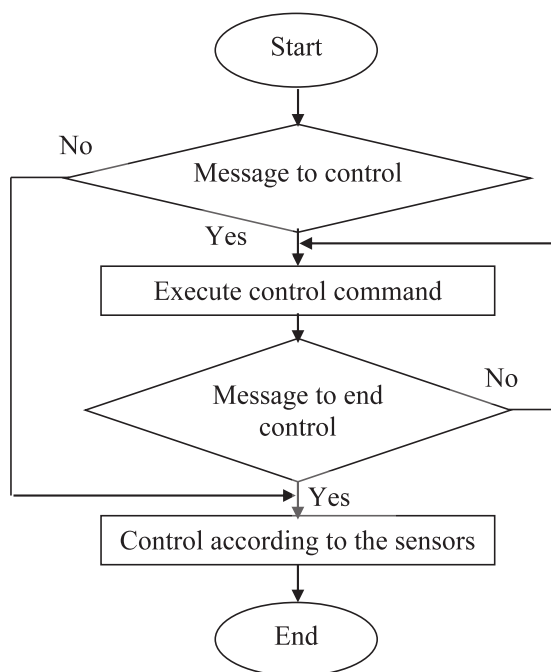 Start
No
Message to control
Yes
Execute control command
No
Message to end
control
Yes
Control according to the sensors
End